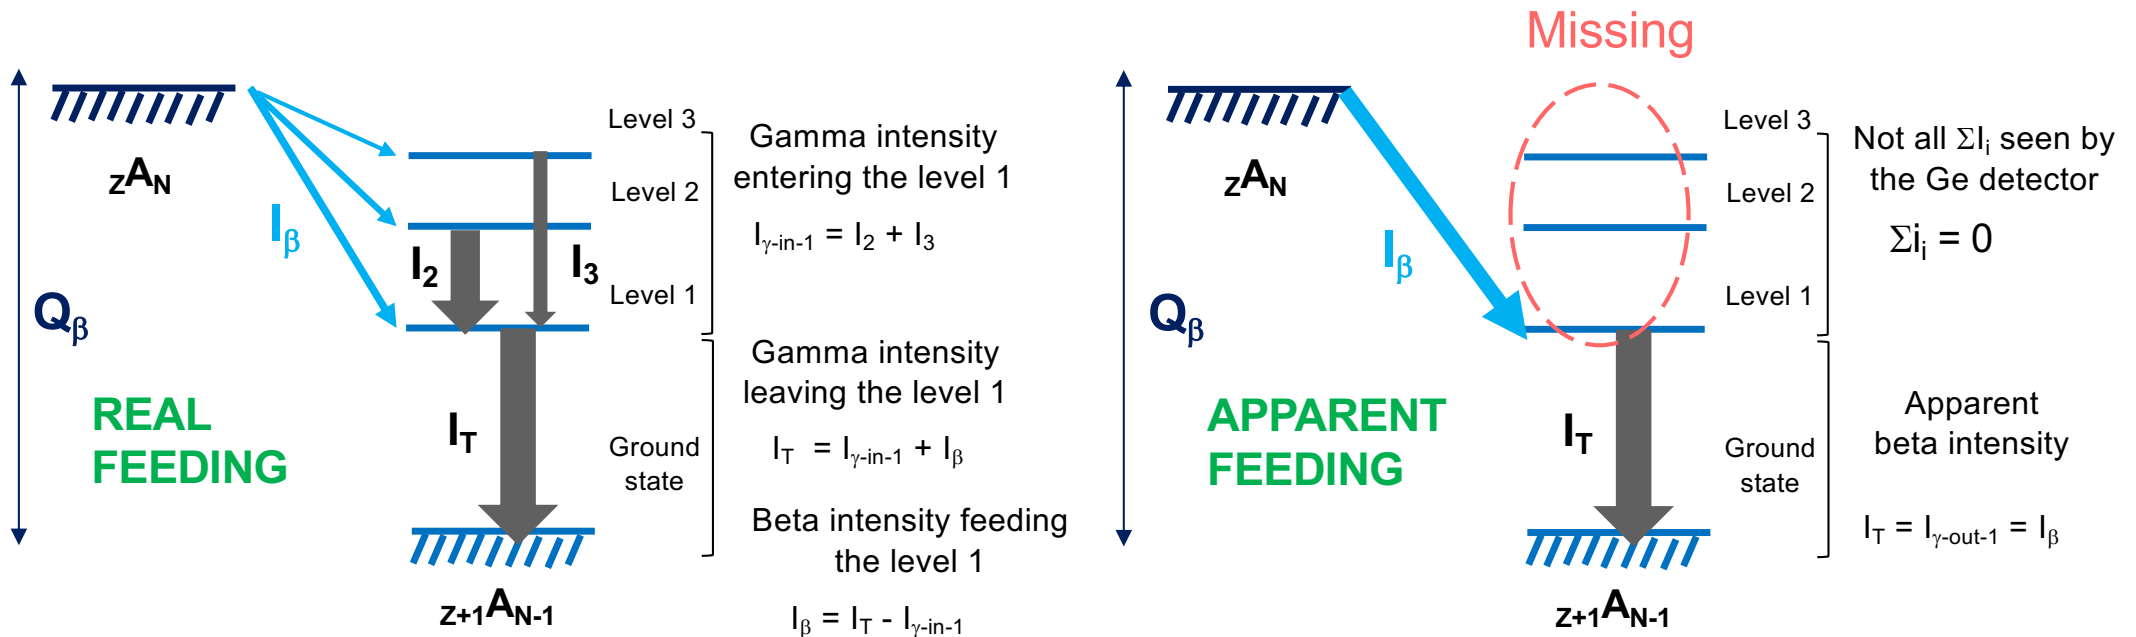 Level 3
Gamma intensity
entering the level 1
ZAN
Level 2
Iβ
Iγ-in-1 = I2 + I3
I2
I3
Level 1
Qβ
Gamma intensity
leaving the level 1
REAL
FEEDING
IT
Ground
state
IT = Iγ-in-1 + Iβ
Beta intensity feeding
the level 1
Z+1AN-1
Iβ = IT - Iγ-in-1
Missing
Level 3
Not all ΣIi seen by
the Ge detector
ZAN
Level 2
Σii = 0
Iβ
Level 1
Qβ
APPARENT
FEEDING
IT
Apparent
beta intensity
Ground
state
IT = Iγ-out-1 = Iβ
Z+1AN-1